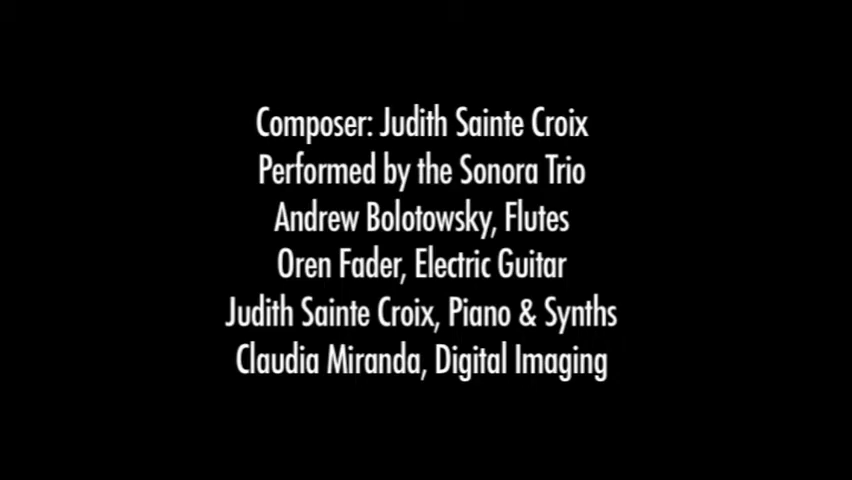 Composer: Judith Sainte Croix
Performed by the Sonora Trio
Andrew Bolotowsky, Flutes
Oren Fader, Electric Guitar
Judith Sainte Croix, Piano & Synths
Claudia Miranda, Digital Imaging